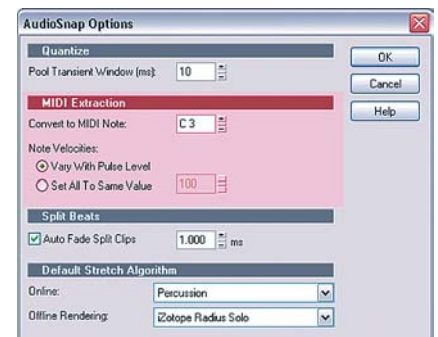 AudioSnap Options
Quantize
Pool Transient Window (ms): 10
OK
Cancel
Help
MIDI Extraction
Convert to MIDI Note: C 3
Note Velocities:
Vary With Pulse Level
Set All To Same Value 100
Split Beats
Auto Fade Split Clips 1.000 ms
Default Stretch Algorithm
Online: Percussion
Offline Rendering: iZotope Radius Solo